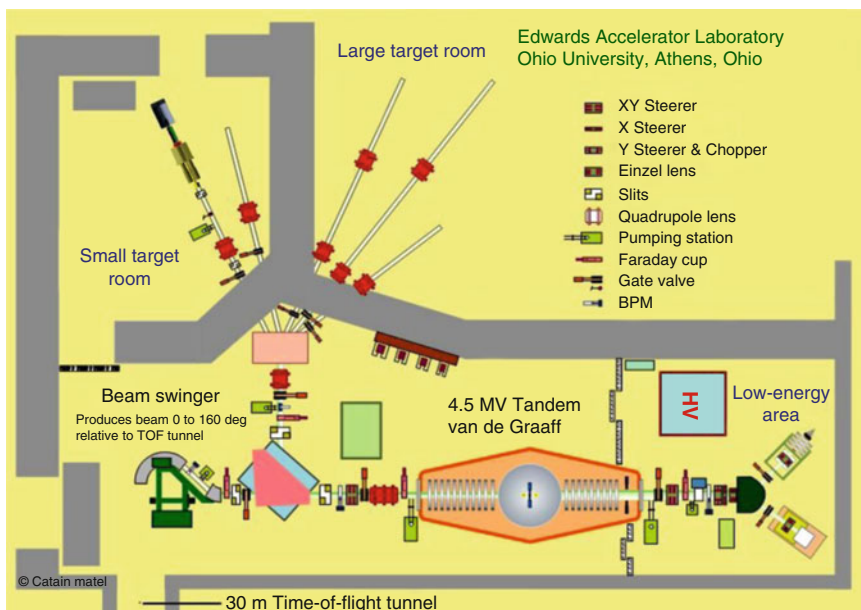 Edwards Accelerator Laboratory
Ohio University, Athens, Ohio
Large target room
XY Steerer
X Steerer
Y Steerer & Chopper
Einzel lens
Slits
Quadrupole lens
Pumping station
Faraday cup
Gate valve
BPM
Small target
room
Beam swinger
Produces beam 0 to 160 deg
relative to TOF tunnel
4.5 MV Tandem
van de Graaff
HV
Low-energy
area
© Catain matel
30 m Time-of-flight tunnel